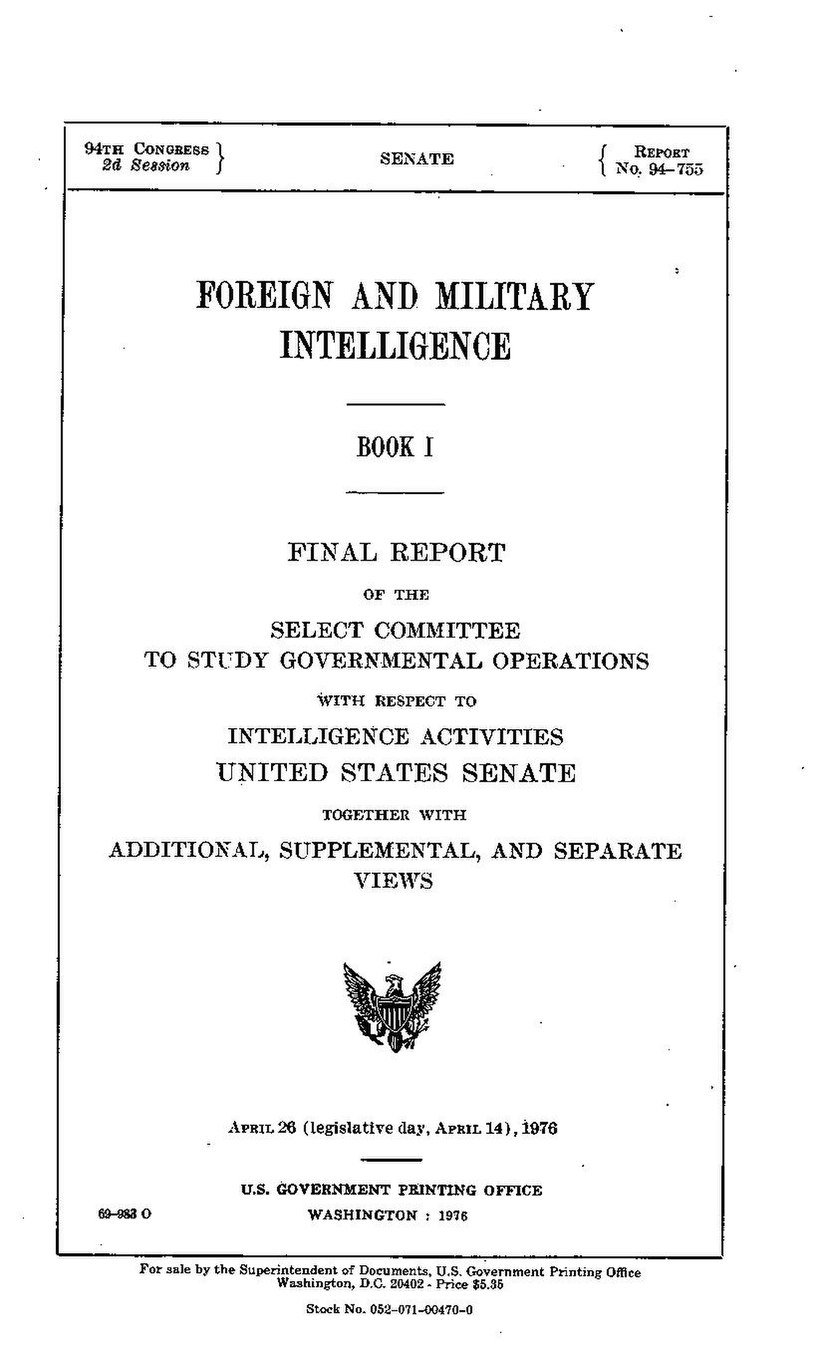 94TH CONGRESS
2d Session
SENATE
REPORT
No. 94–755
FOREIGN AND MILITARY
INTELLIGENCE
BOOK I
FINAL REPORT
OF THE
SELECT COMMITTEE
TO STUDY GOVERNMENTAL OPERATIONS
WITH RESPECT TO
INTELLIGENCE ACTIVITIES
UNITED STATES SENATE
TOGETHER WITH
ADDITIONAL, SUPPLEMENTAL, AND SEPARATE
VIEWS
APRIL 26 (legislative day, APRIL 14), 1976
U.S. GOVERNMENT PRINTING OFFICE
69–983 O
WASHINGTON : 1976
For sale by the Superintendent of Documents, U.S. Government Printing Office
Washington, D.C. 20402 - Price $5.35
Stock No. 052–071–00470–0